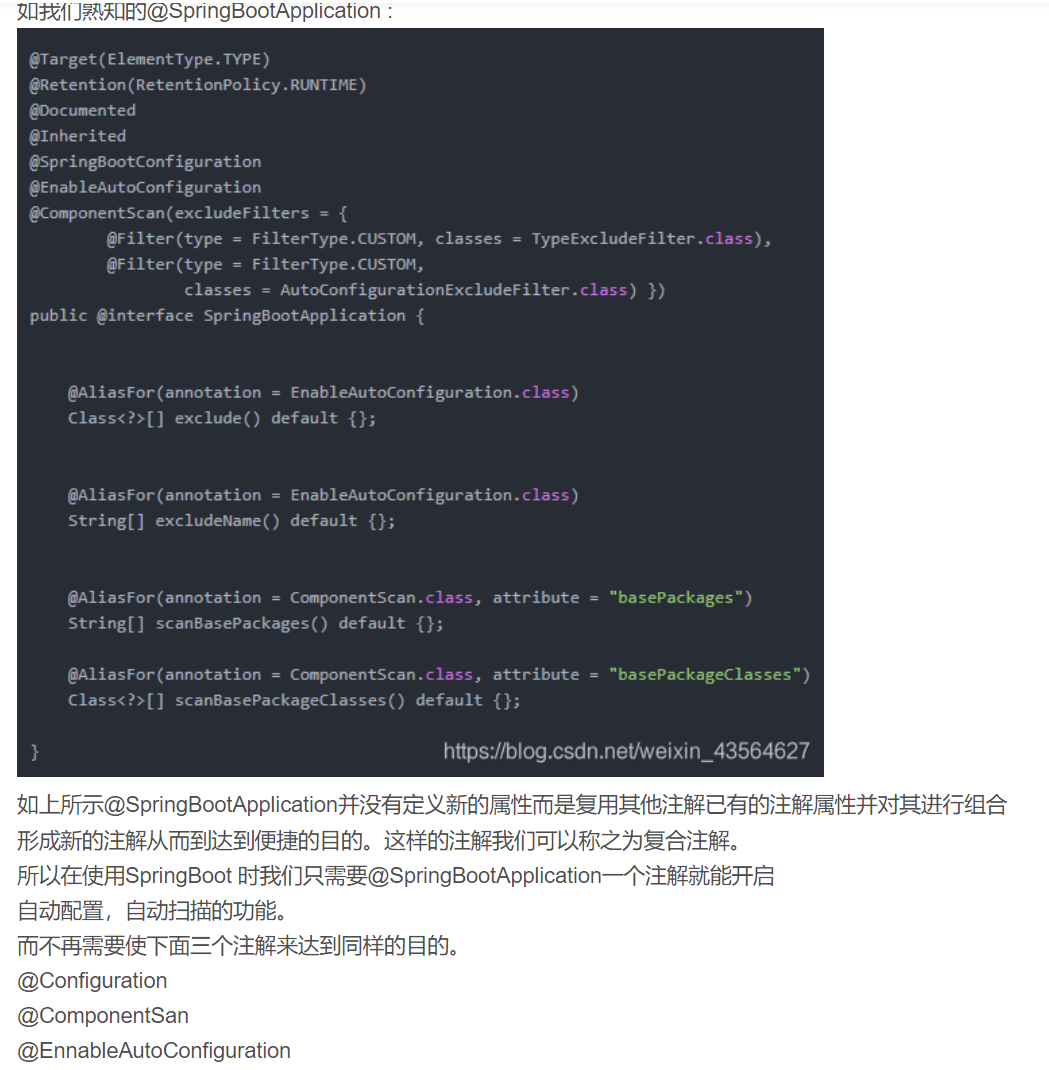 如我们熟知的@SpringBootApplication :
@Target(ElementType.TYPE)
@Retention(RetentionPolicy.RUNTIME)
@Documented
@Inherited
@SpringBootConfiguration
@EnableAutoConfiguration
@ComponentScan(excludeFilters = {
        @Filter(type = FilterType.CUSTOM, classes = TypeExcludeFilter.class),
        @Filter(type = FilterType.CUSTOM,
                classes = AutoConfigurationExcludeFilter.class) })
public @interface SpringBootApplication {
    @AliasFor(annotation = EnableAutoConfiguration.class)
    Class<?>[] exclude() default {};
    @AliasFor(annotation = EnableAutoConfiguration.class)
    String[] excludeName() default {};
    @AliasFor(annotation = ComponentScan.class, attribute = "basePackages")
    String[] scanBasePackages() default {};
    @AliasFor(annotation = ComponentScan.class, attribute = "basePackageClasses")
    Class<?>[] scanBasePackageClasses() default {};
} https://blog.csdn.net/weixin_43564627
如上所示@SpringBootApplication并没有定义新的属性而是复用其他注解已有的注解属性并对其进行组合
形成新的注解从而到达到便捷的目的。这样的注解我们可以称之为复合注解。
所以在使用SpringBoot 时我们只需要@SpringBootApplication一个注解就能开启
自动配置，自动扫描的功能。
而不再需要使下面三个注解来达到同样的目的。
@Configuration
@ComponentSan
@EnnableAutoConfiguration